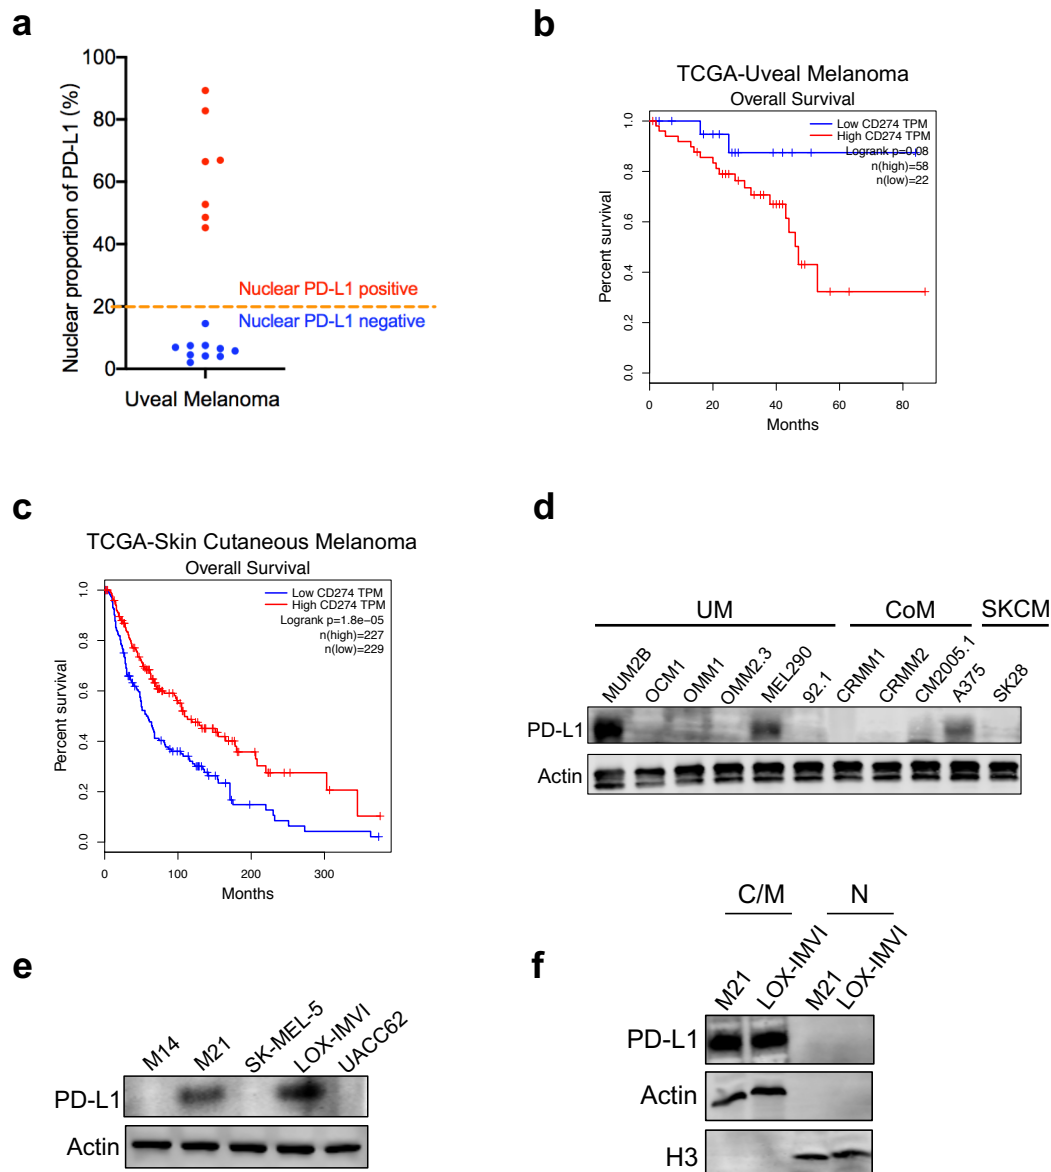 a
100
80
60
40
20
0
Nuclear proportion of PD-L1 (%)
Nuclear PD-L1 positive
Nuclear PD-L1 negative
Uveal Melanoma
b
TCGA-Uveal Melanoma
Overall Survival
Low CD274 TPM
High CD274 TPM
Logrank p=0.08
n(high)=58
n(low)=22
Percent survival
1.0
0.8
0.6
0.4
0.2
0.0
0 20 40 60 80
Months
c
TCGA-Skin Cutaneous Melanoma
Overall Survival
Low CD274 TPM
High CD274 TPM
Logrank p=1.8e−05
n(high)=227
n(low)=229
Percent survival
1.0
0.8
0.6
0.4
0.2
0.0
0 100 200 300
Months
d
UM CoM SKCM
MUM2B OCM1 OMM1 OMM2.3 MEL290 92.1 CRMM1 CRMM2 CM2005.1 A375 SK28
PD-L1
Actin
e
M14 M21 SK-MEL-5 LOX-IMVI UACC62
PD-L1
Actin
f
C/M N
M21 LOX-IMVI M21 LOX-IMVI
PD-L1
Actin
H3